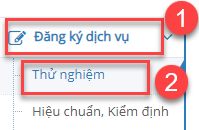 1
Đăng ký dịch vụ
Thử nghiệm
2
Hiệu chuẩn, Kiểm định